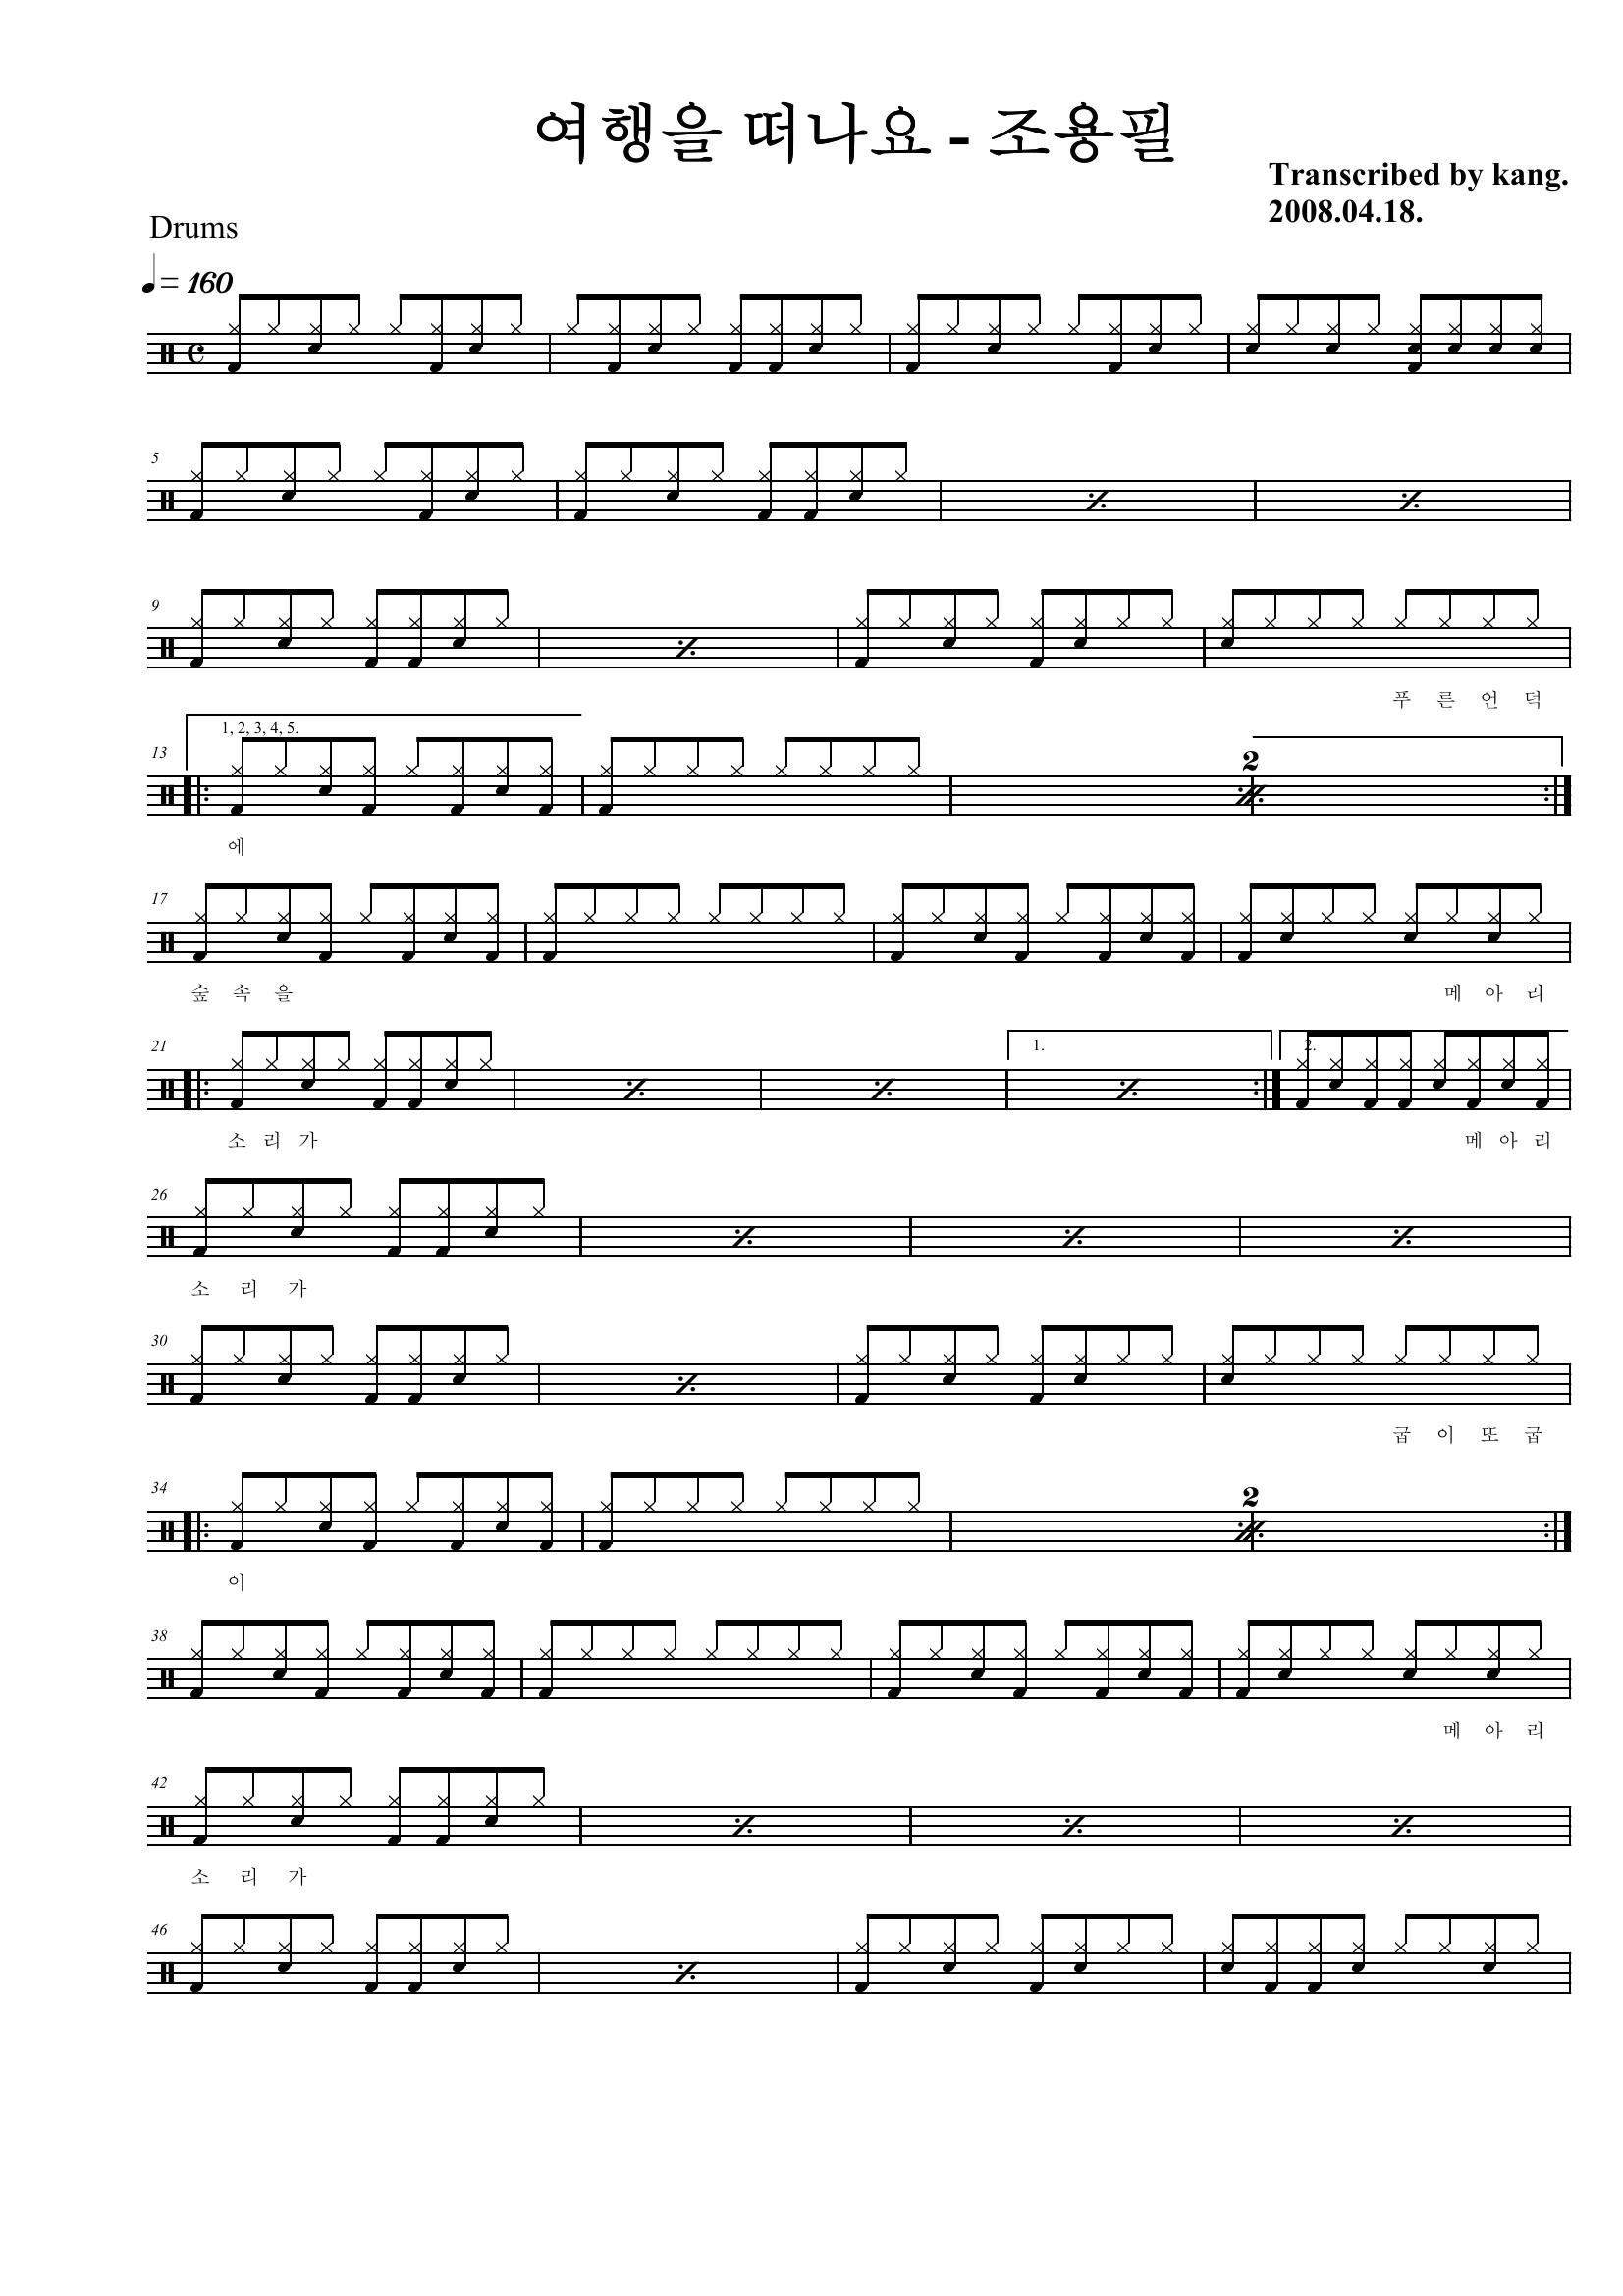 여행을 떠나요 - 조용필
Transcribed by kang.
2008.04.18.
Drums
= 160
5
9
푸 른 언 덕
1, 2, 3, 4, 5.
13
2
에
17
숲 속 을 메 아 리
21
1. 2.
소 리 가 메 아 리
26
소 리 가
30
굽 이 또 굽
34
2
이
38
메 아 리
42
소 리 가
46